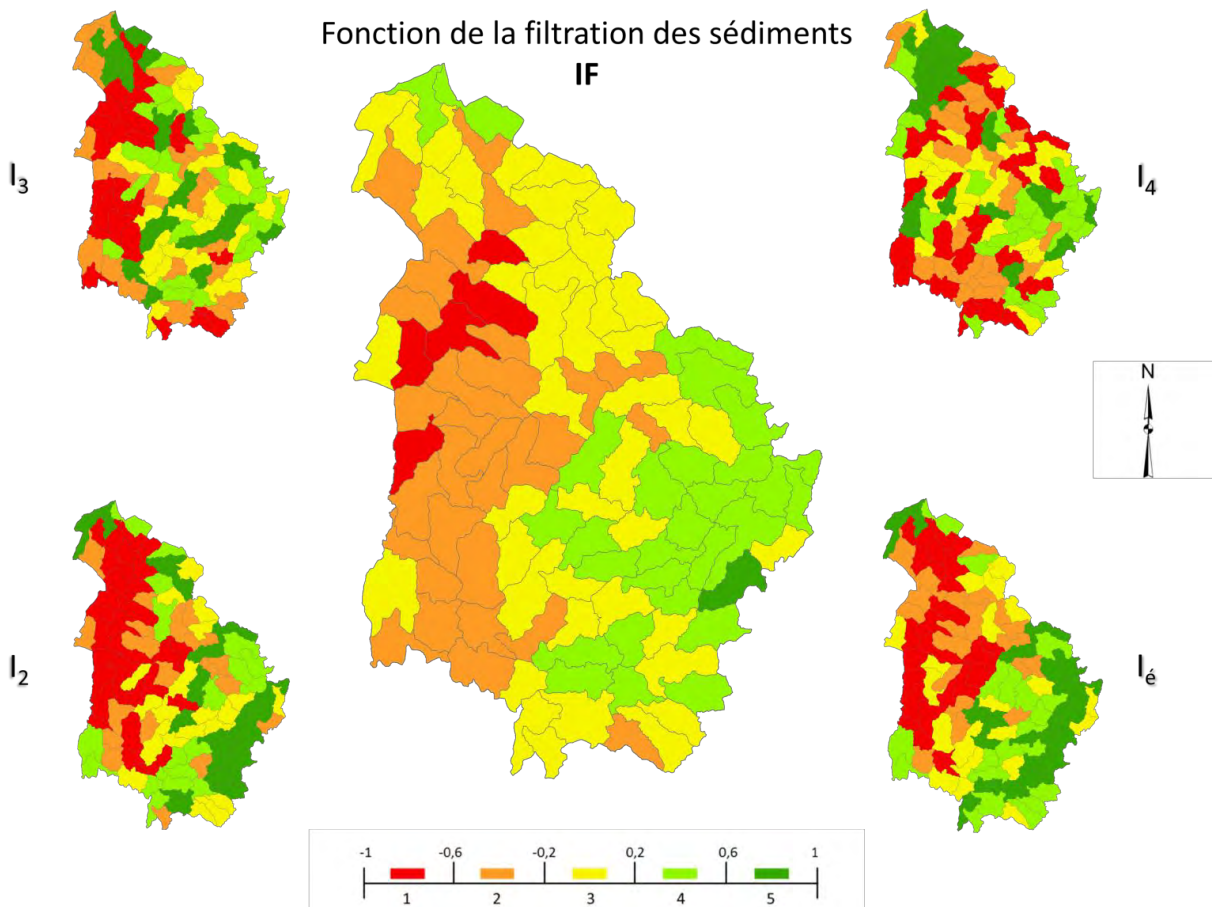 Fonction de la filtration des sédiments
IF
I3
I4
N
I2
Ié
-1 -0,6 -0,2 0,2 0,6 1
1 2 3 4 5